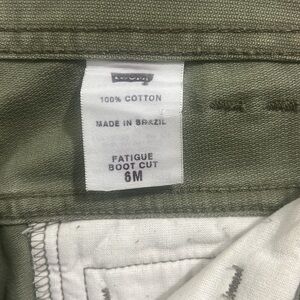 100% COTTON
MADE IN BRAZIL
FATIGUE
BOOT CUT
6M